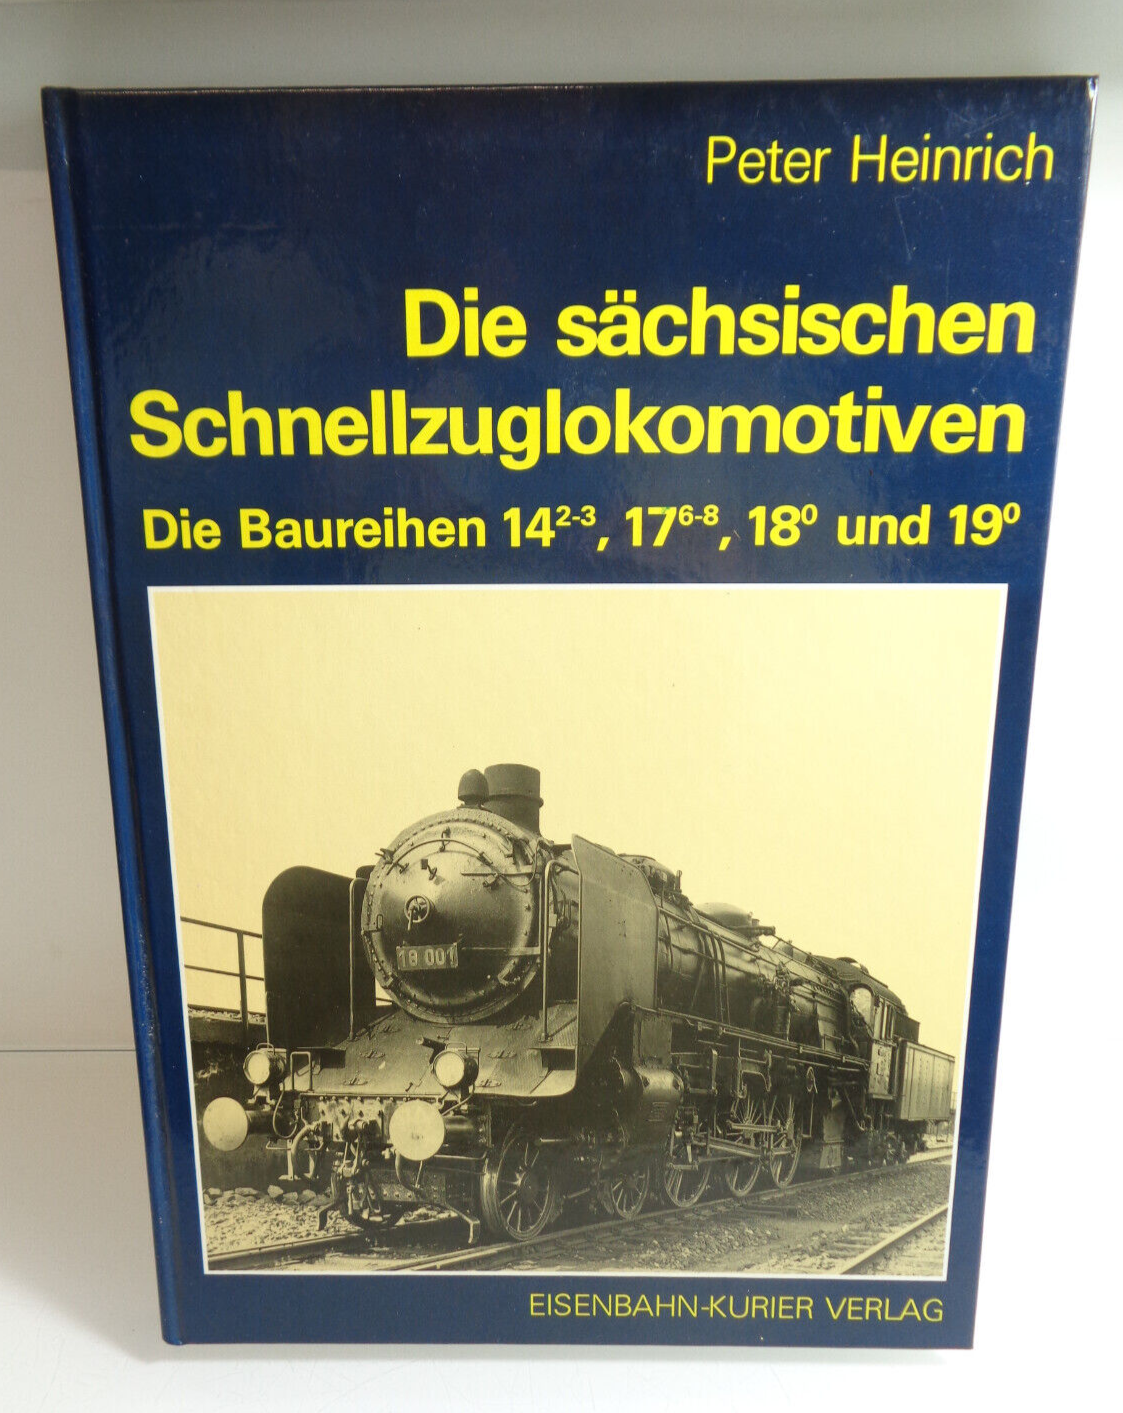 Peter Heinrich
Die sächsischen
Schnellzuglokomotiven
Die Baureihen 14²⁻³, 17⁶⁻⁸, 18⁰ und 19⁰
18 001
EISENBAHN-KURIER VERLAG